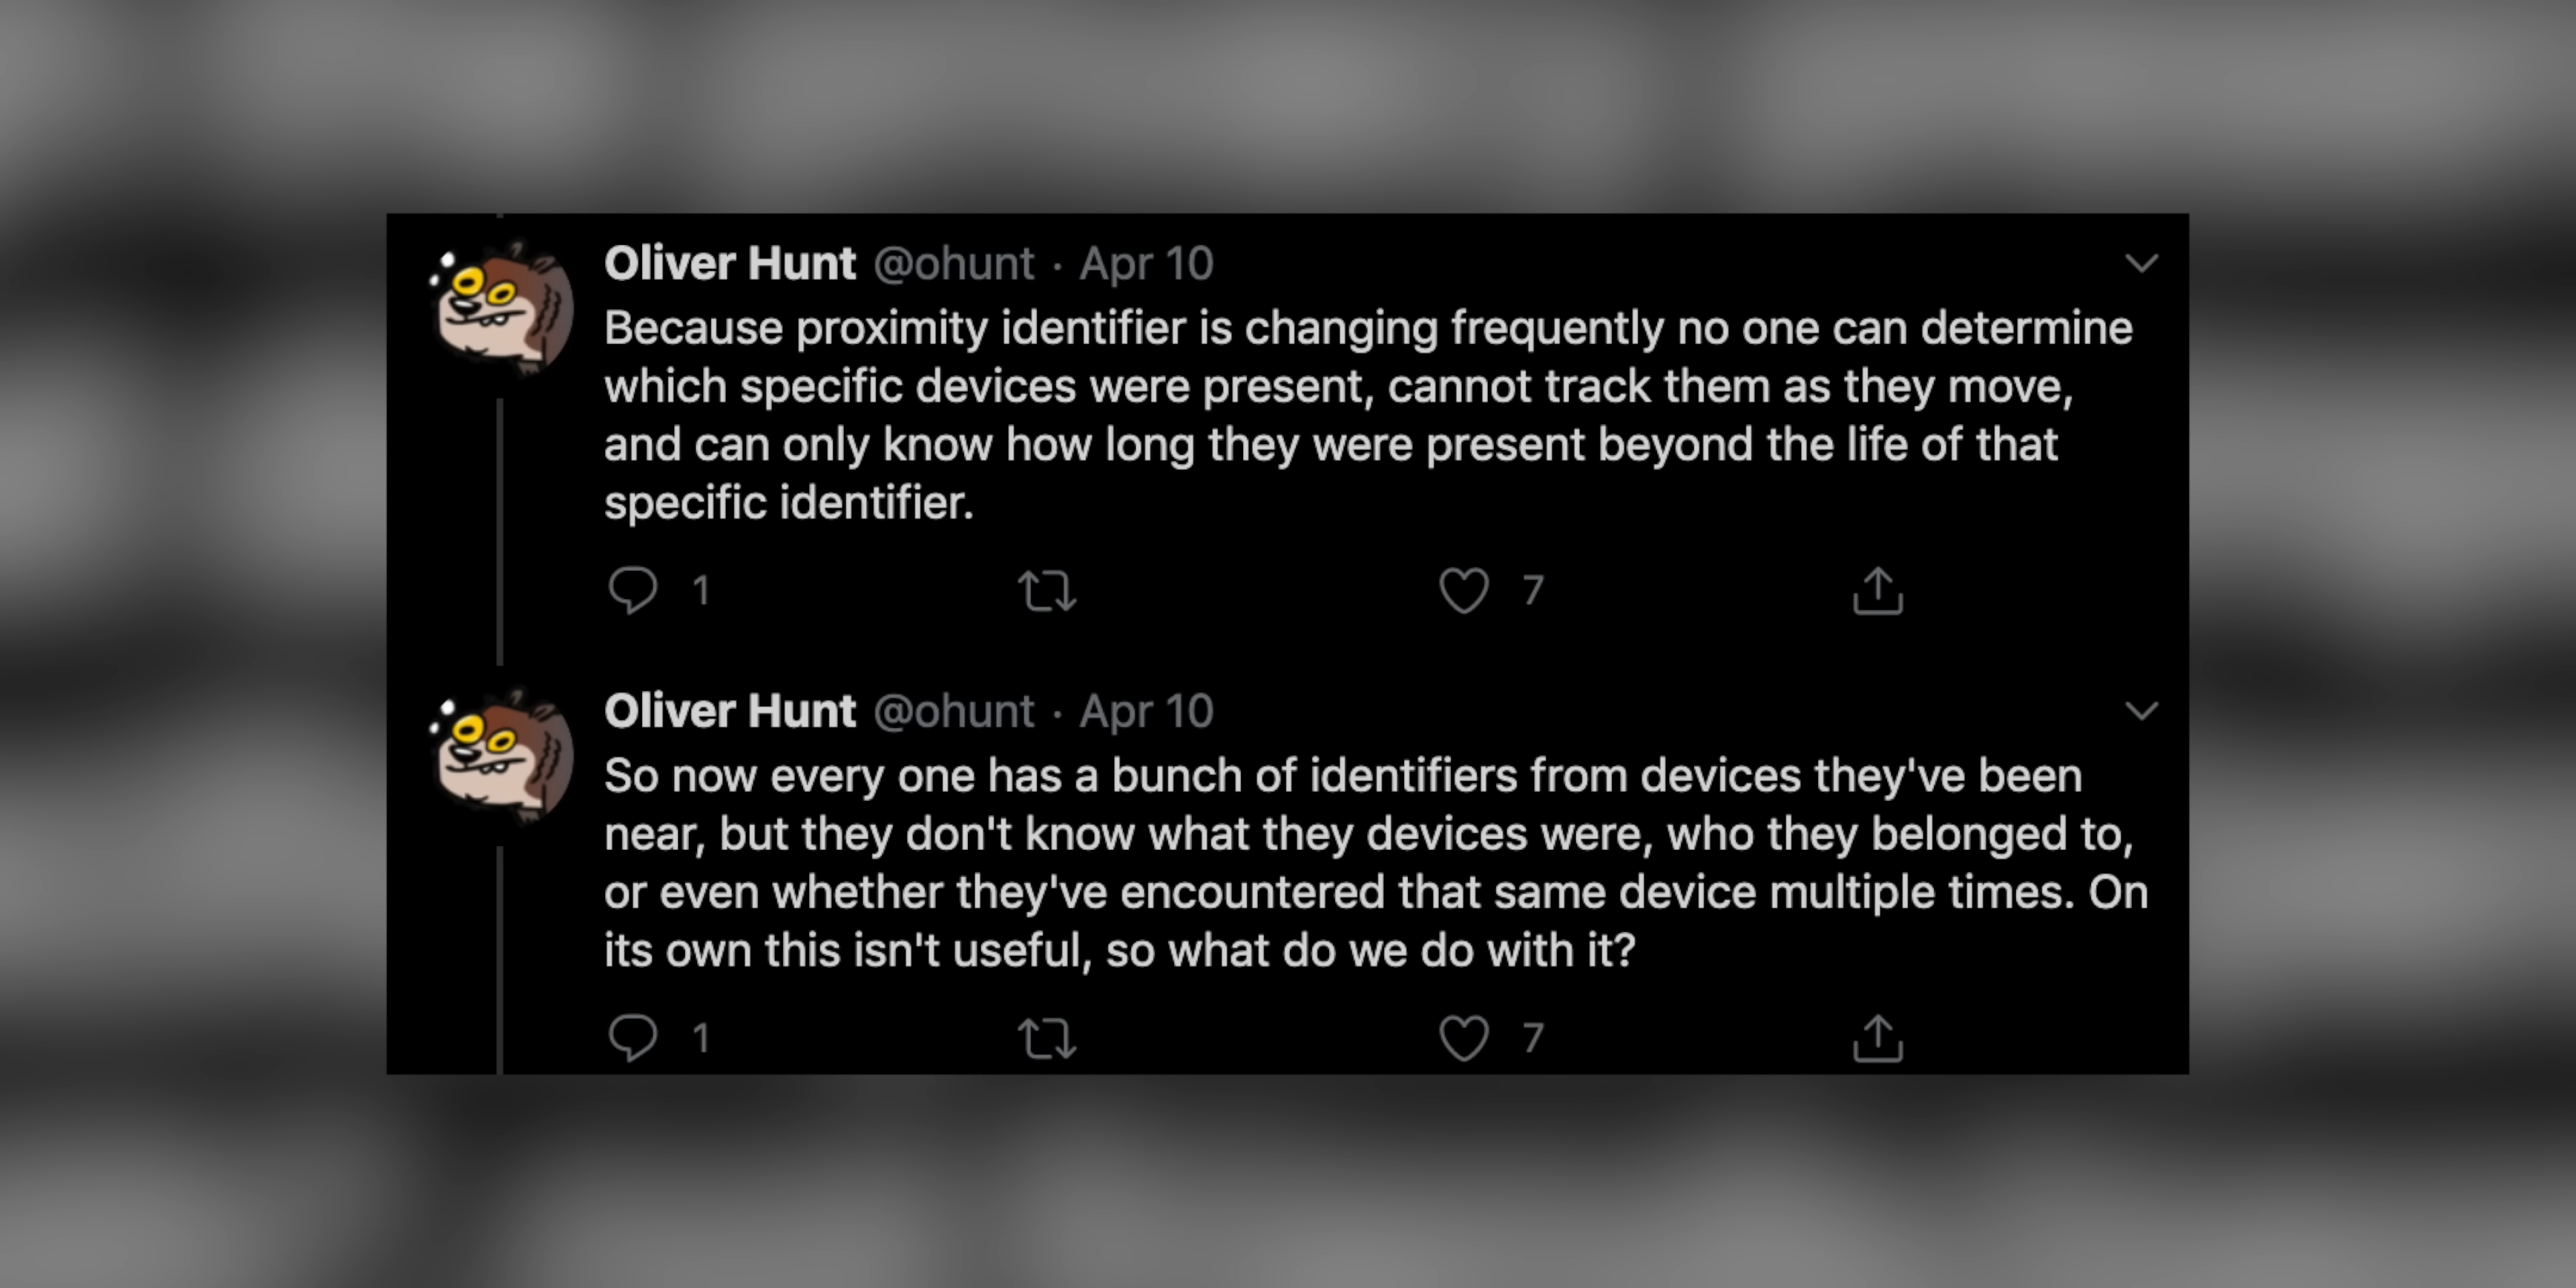 Oliver Hunt @ohunt · Apr 10
Because proximity identifier is changing frequently no one can determine
which specific devices were present, cannot track them as they move,
and can only know how long they were present beyond the life of that
specific identifier.
1 7
Oliver Hunt @ohunt · Apr 10
So now every one has a bunch of identifiers from devices they've been
near, but they don't know what they devices were, who they belonged to,
or even whether they've encountered that same device multiple times. On
its own this isn't useful, so what do we do with it?
1 7